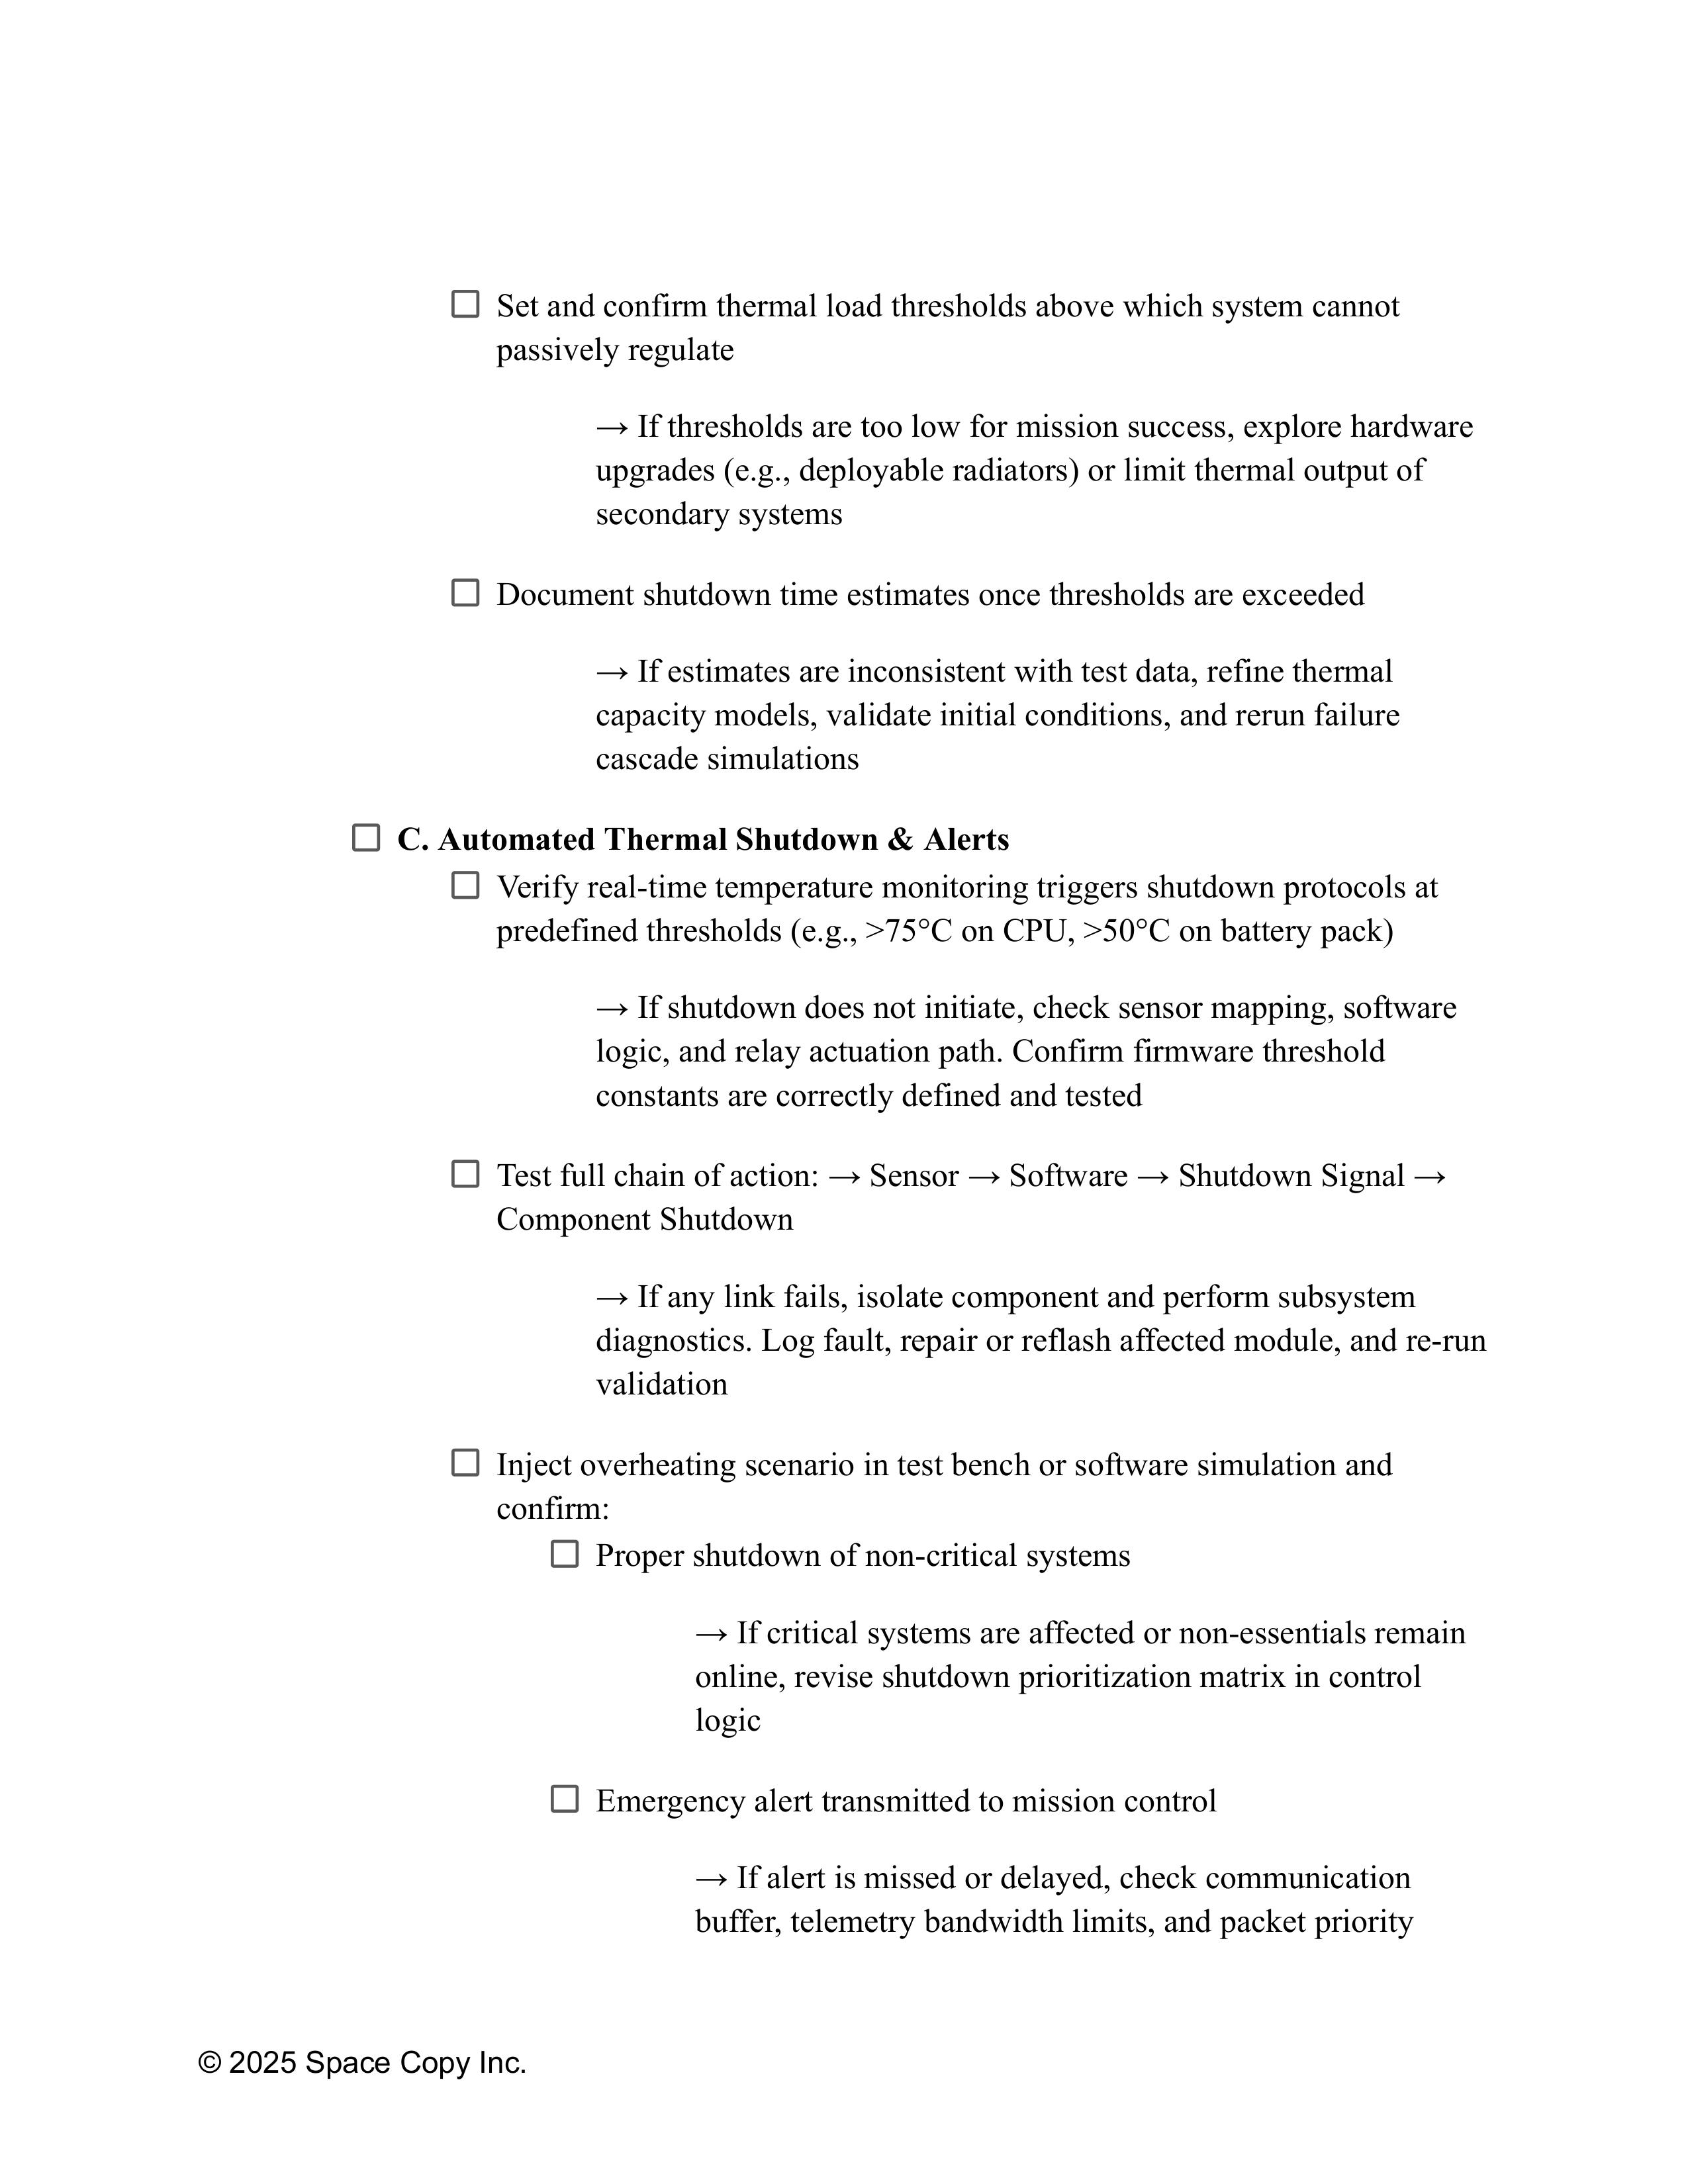 ☐ Set and confirm thermal load thresholds above which system cannot
passively regulate
→ If thresholds are too low for mission success, explore hardware
upgrades (e.g., deployable radiators) or limit thermal output of
secondary systems
☐ Document shutdown time estimates once thresholds are exceeded
→ If estimates are inconsistent with test data, refine thermal
capacity models, validate initial conditions, and rerun failure
cascade simulations
☐ C. Automated Thermal Shutdown & Alerts
☐ Verify real-time temperature monitoring triggers shutdown protocols at
predefined thresholds (e.g., >75°C on CPU, >50°C on battery pack)
→ If shutdown does not initiate, check sensor mapping, software
logic, and relay actuation path. Confirm firmware threshold
constants are correctly defined and tested
☐ Test full chain of action: → Sensor → Software → Shutdown Signal →
Component Shutdown
→ If any link fails, isolate component and perform subsystem
diagnostics. Log fault, repair or reflash affected module, and re-run
validation
☐ Inject overheating scenario in test bench or software simulation and
confirm:
☐ Proper shutdown of non-critical systems
→ If critical systems are affected or non-essentials remain
online, revise shutdown prioritization matrix in control
logic
☐ Emergency alert transmitted to mission control
→ If alert is missed or delayed, check communication
buffer, telemetry bandwidth limits, and packet priority
© 2025 Space Copy Inc.